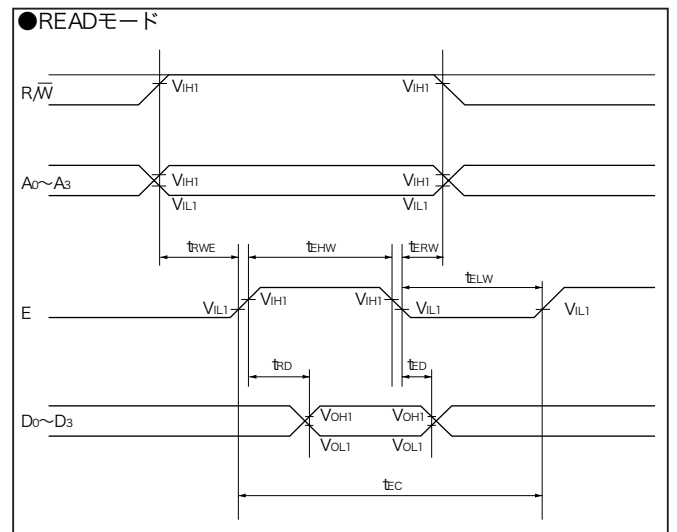 ●READモード
R/W̅ VIH1 VIH1
A0～A3 VIH1 VIH1
VIL1 VIL1
tRWE tEHW tERW
tELW
E VIL1 VIH1 VIH1 VIL1 VIL1
tRD tED
D0～D3 VOH1 VOH1
VOL1 VOL1
tEC